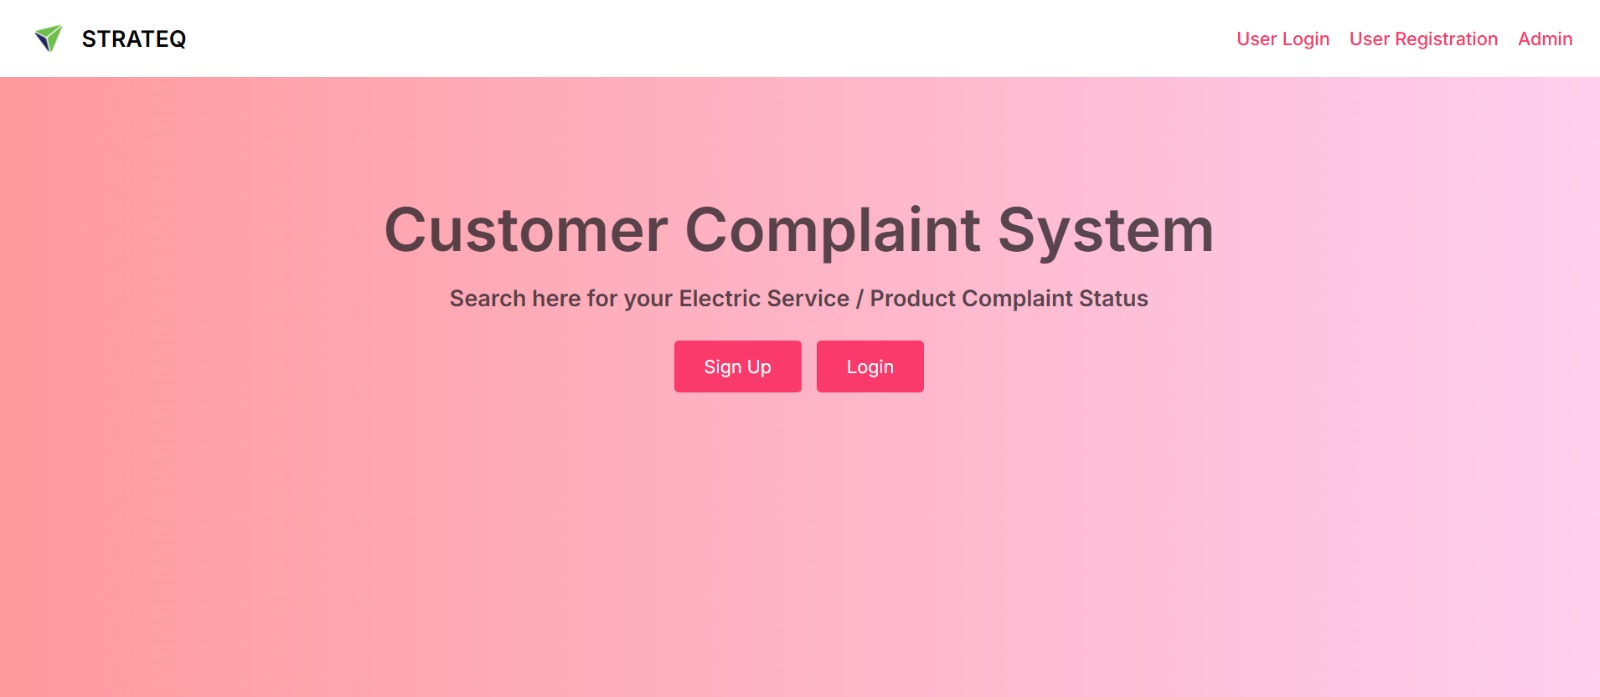 STRATEQ
User Login User Registration Admin
Customer Complaint System
Search here for your Electric Service / Product Complaint Status
Sign Up Login